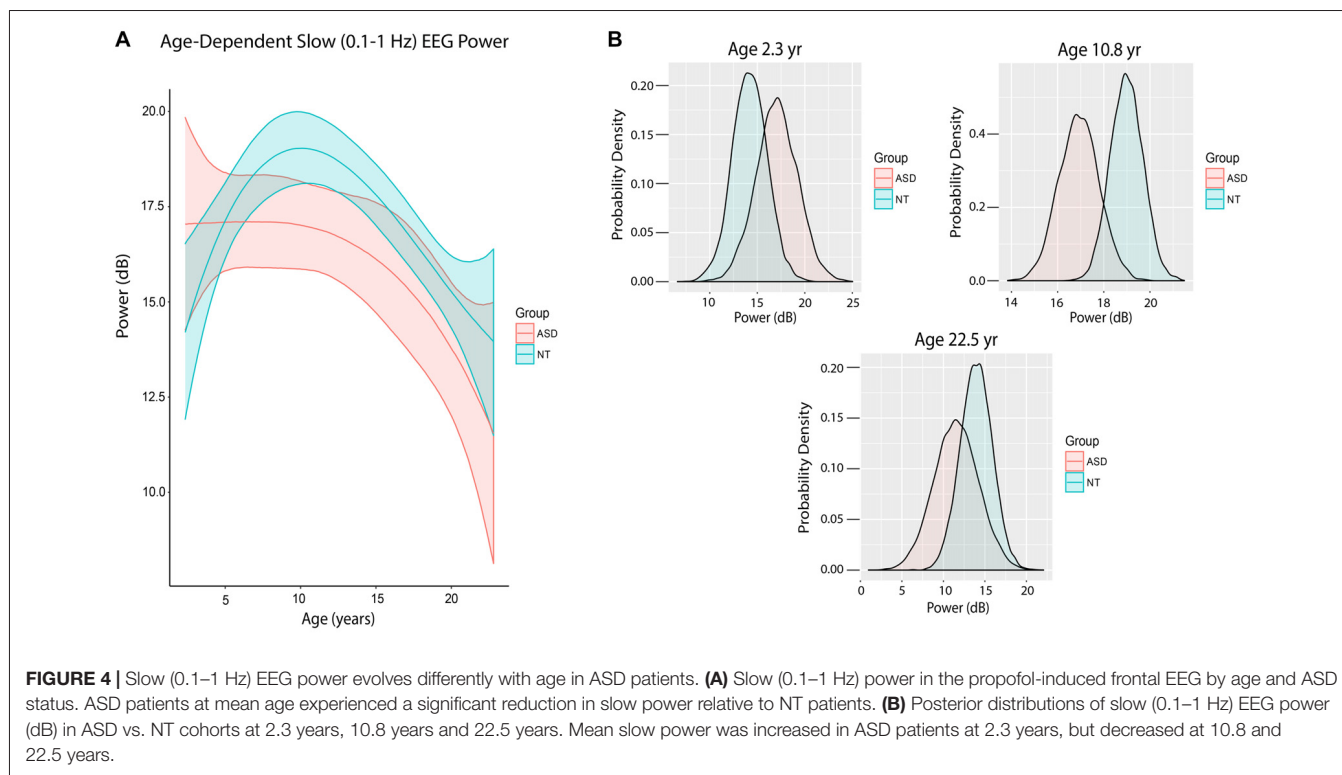 A
Age-Dependent Slow (0.1-1 Hz) EEG Power
20.0
17.5
15.0
12.5
10.0
Power (dB)
5
10
15
20
Age (years)
Group
ASD
NT
B
Age 2.3 yr
0.20
0.15
0.10
0.05
0.00
Probability Density
10
15
20
25
Power (dB)
Group
ASD
NT
Age 10.8 yr
0.4
0.2
0.0
Probability Density
14
16
18
20
Power (dB)
Group
ASD
NT
Age 22.5 yr
0.20
0.15
0.10
0.05
0.00
Probability Density
0
5
10
15
20
Power (dB)
Group
ASD
NT
FIGURE 4 | Slow (0.1–1 Hz) EEG power evolves differently with age in ASD patients. (A) Slow (0.1–1 Hz) power in the propofol-induced frontal EEG by age and ASD
status. ASD patients at mean age experienced a significant reduction in slow power relative to NT patients. (B) Posterior distributions of slow (0.1–1 Hz) EEG power
(dB) in ASD vs. NT cohorts at 2.3 years, 10.8 years and 22.5 years. Mean slow power was increased in ASD patients at 2.3 years, but decreased at 10.8 and
22.5 years.